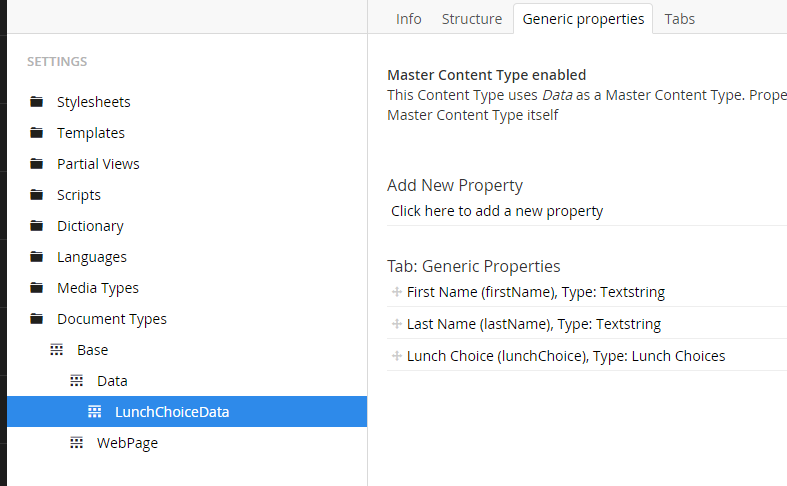 SETTINGS
Stylesheets
Templates
Partial Views
Scripts
Dictionary
Languages
Media Types
Document Types
Base
Data
LunchChoiceData
WebPage
Info Structure Generic properties Tabs
Master Content Type enabled
This Content Type uses Data as a Master Content Type. Prope
Master Content Type itself
Add New Property
Click here to add a new property
Tab: Generic Properties
First Name (firstName), Type: Textstring
Last Name (lastName), Type: Textstring
Lunch Choice (lunchChoice), Type: Lunch Choices